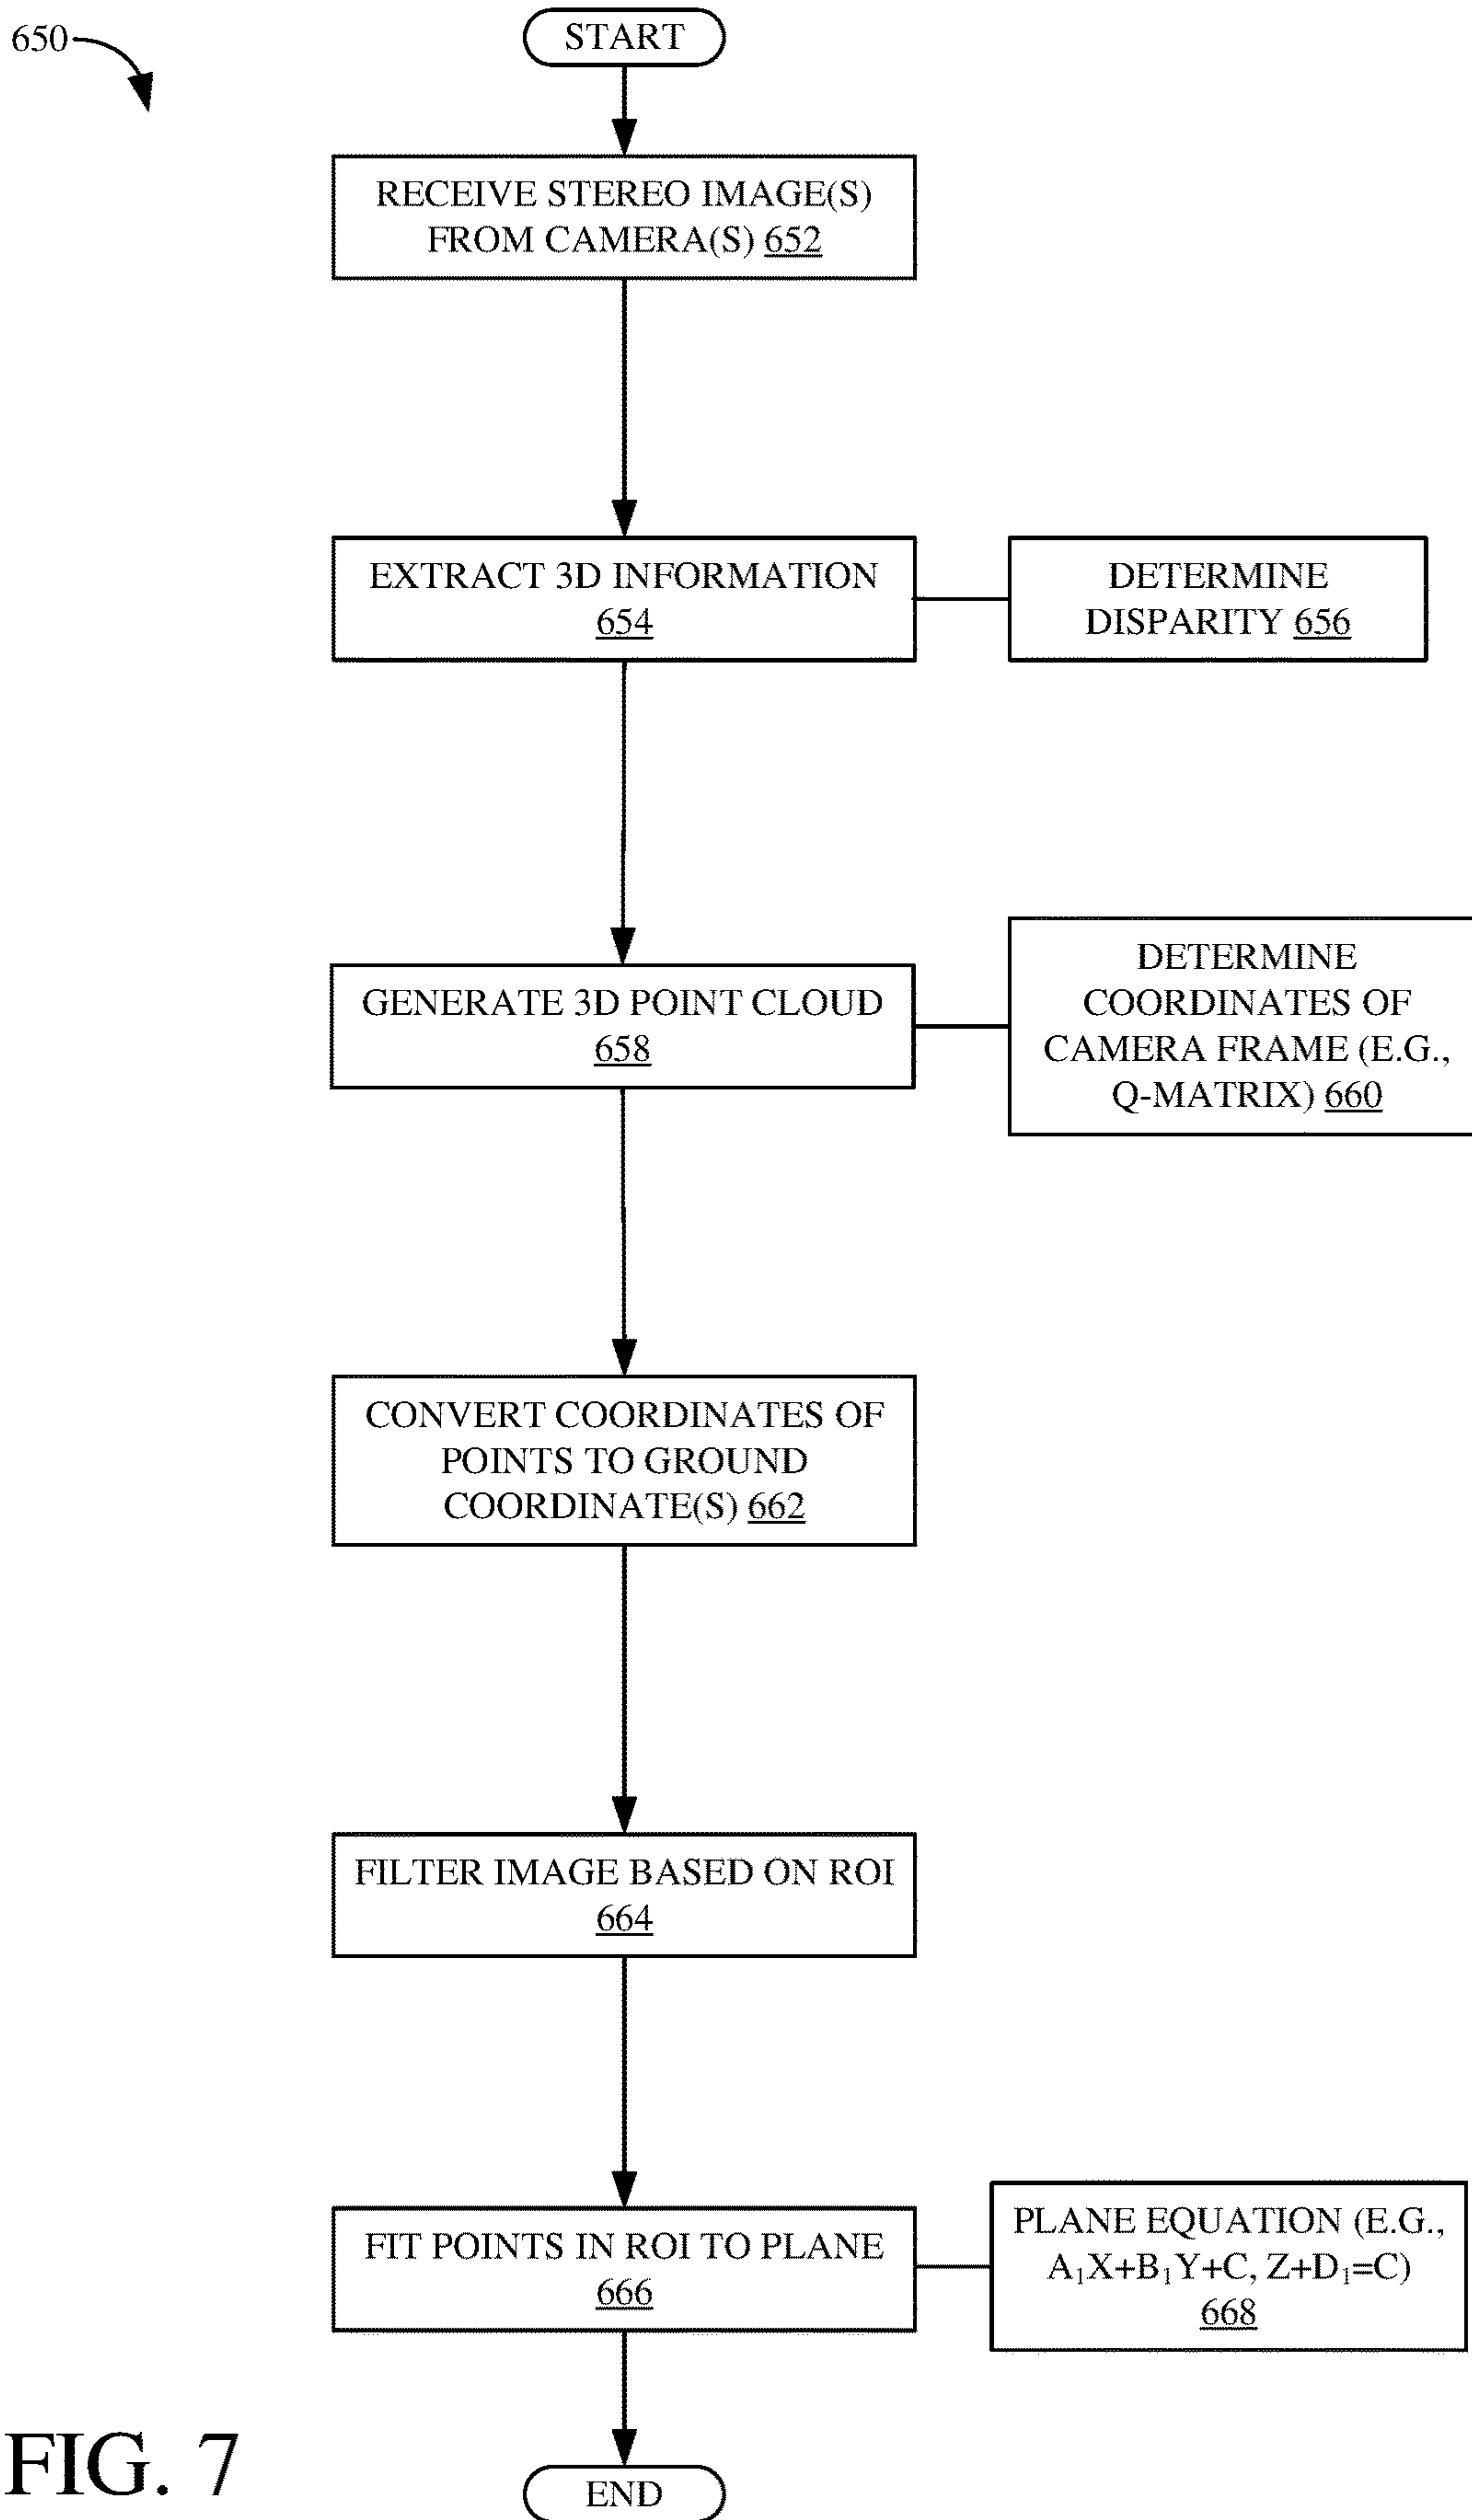 650
START
RECEIVE STEREO IMAGE(S)
FROM CAMERA(S) 652
EXTRACT 3D INFORMATION
654
DETERMINE
DISPARITY 656
GENERATE 3D POINT CLOUD
658
DETERMINE
COORDINATES OF
CAMERA FRAME (E.G.,
Q-MATRIX) 660
CONVERT COORDINATES OF
POINTS TO GROUND
COORDINATE(S) 662
FILTER IMAGE BASED ON ROI
664
FIT POINTS IN ROI TO PLANE
666
PLANE EQUATION (E.G.,
A₁X+B₁Y+C, Z+D₁=C)
668
END
FIG. 7